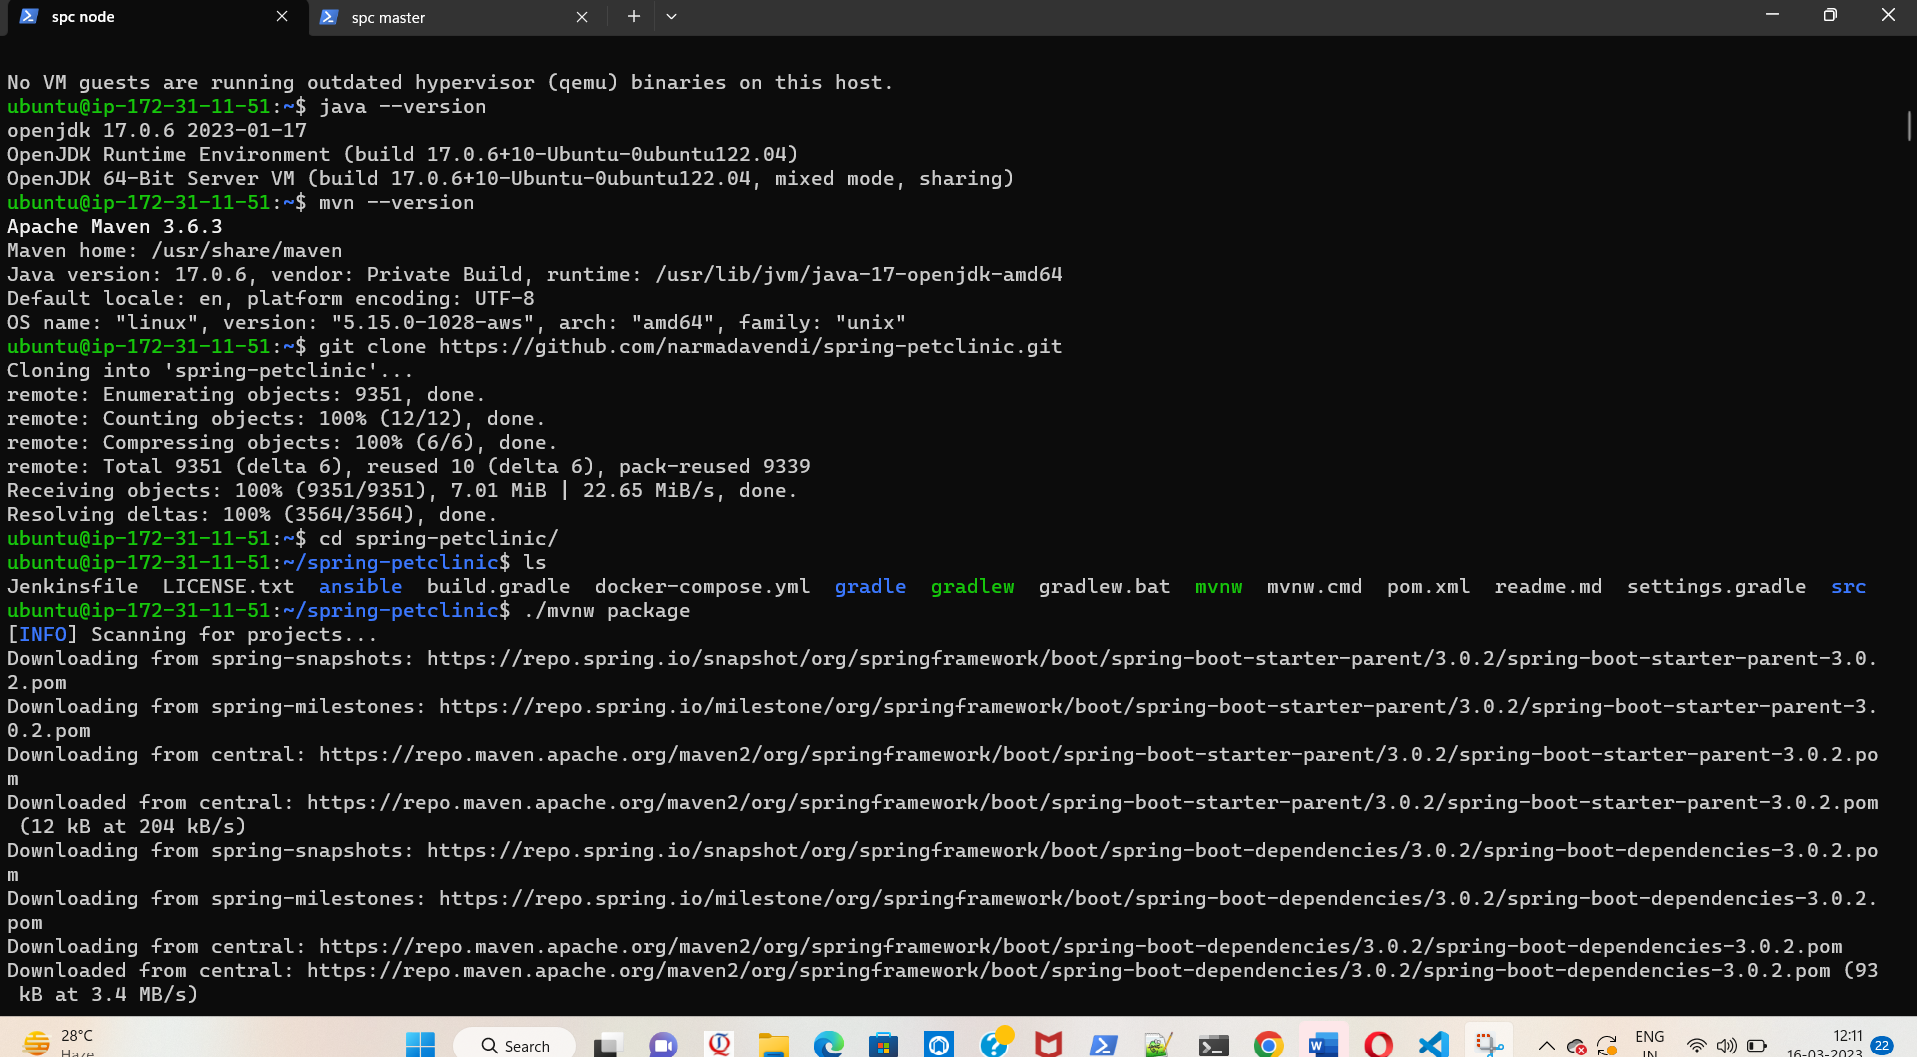 spc node
spc master
No VM guests are running outdated hypervisor (qemu) binaries on this host.
ubuntu@ip-172-31-11-51:~$ java --version
openjdk 17.0.6 2023-01-17
OpenJDK Runtime Environment (build 17.0.6+10-Ubuntu-0ubuntu122.04)
OpenJDK 64-Bit Server VM (build 17.0.6+10-Ubuntu-0ubuntu122.04, mixed mode, sharing)
ubuntu@ip-172-31-11-51:~$ mvn --version
Apache Maven 3.6.3
Maven home: /usr/share/maven
Java version: 17.0.6, vendor: Private Build, runtime: /usr/lib/jvm/java-17-openjdk-amd64
Default locale: en, platform encoding: UTF-8
OS name: "linux", version: "5.15.0-1028-aws", arch: "amd64", family: "unix"
ubuntu@ip-172-31-11-51:~$ git clone https://github.com/narmadavendi/spring-petclinic.git
Cloning into 'spring-petclinic'...
remote: Enumerating objects: 9351, done.
remote: Counting objects: 100% (12/12), done.
remote: Compressing objects: 100% (6/6), done.
remote: Total 9351 (delta 6), reused 10 (delta 6), pack-reused 9339
Receiving objects: 100% (9351/9351), 7.01 MiB | 22.65 MiB/s, done.
Resolving deltas: 100% (3564/3564), done.
ubuntu@ip-172-31-11-51:~$ cd spring-petclinic/
ubuntu@ip-172-31-11-51:~/spring-petclinic$ ls
Jenkinsfile  LICENSE.txt  ansible  build.gradle  docker-compose.yml  gradle  gradlew  gradlew.bat  mvnw  mvnw.cmd  pom.xml  readme.md  settings.gradle  src
ubuntu@ip-172-31-11-51:~/spring-petclinic$ ./mvnw package
[INFO] Scanning for projects...
Downloading from spring-snapshots: https://repo.spring.io/snapshot/org/springframework/boot/spring-boot-starter-parent/3.0.2/spring-boot-starter-parent-3.0.
2.pom
Downloading from spring-milestones: https://repo.spring.io/milestone/org/springframework/boot/spring-boot-starter-parent/3.0.2/spring-boot-starter-parent-3.
0.2.pom
Downloading from central: https://repo.maven.apache.org/maven2/org/springframework/boot/spring-boot-starter-parent/3.0.2/spring-boot-starter-parent-3.0.2.po
m
Downloaded from central: https://repo.maven.apache.org/maven2/org/springframework/boot/spring-boot-starter-parent/3.0.2/spring-boot-starter-parent-3.0.2.pom
(12 kB at 204 kB/s)
Downloading from spring-snapshots: https://repo.spring.io/snapshot/org/springframework/boot/spring-boot-dependencies/3.0.2/spring-boot-dependencies-3.0.2.po
m
Downloading from spring-milestones: https://repo.spring.io/milestone/org/springframework/boot/spring-boot-dependencies/3.0.2/spring-boot-dependencies-3.0.2.
pom
Downloading from central: https://repo.maven.apache.org/maven2/org/springframework/boot/spring-boot-dependencies/3.0.2/spring-boot-dependencies-3.0.2.pom
Downloaded from central: https://repo.maven.apache.org/maven2/org/springframework/boot/spring-boot-dependencies/3.0.2/spring-boot-dependencies-3.0.2.pom (93
kB at 3.4 MB/s)
28°C
Haze
Search
ENG
IN
12:11
16-03-2023
22